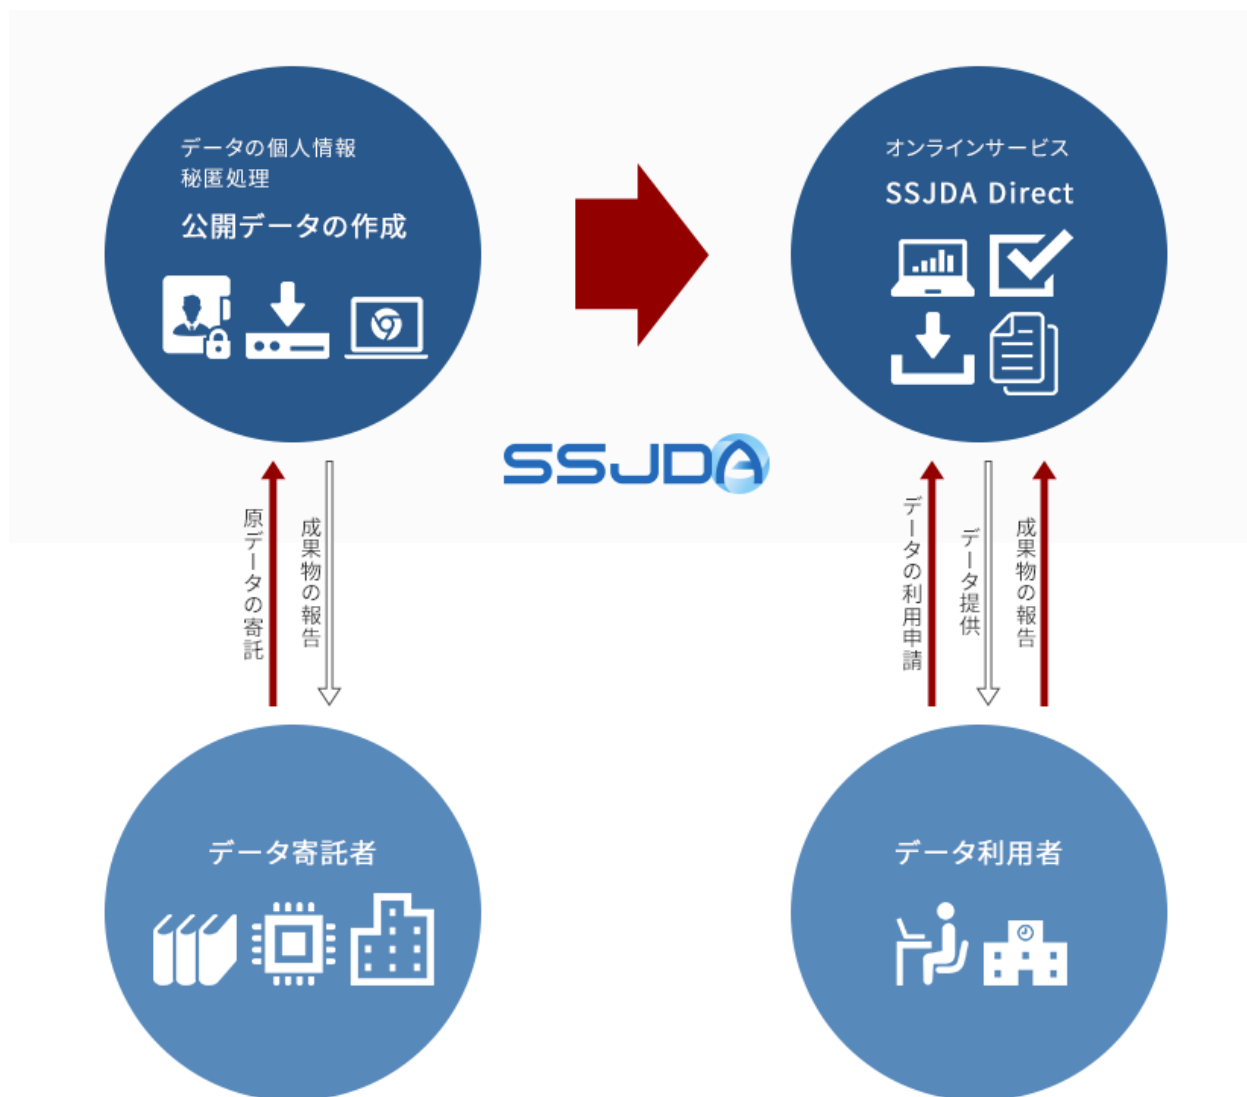 データの個人情報
秘匿処理
公開データの作成
オンラインサービス
SSJDA Direct
SSJDA
原データの寄託
成果物の報告
データの利用申請
データ提供
成果物の報告
データ寄託者
データ利用者